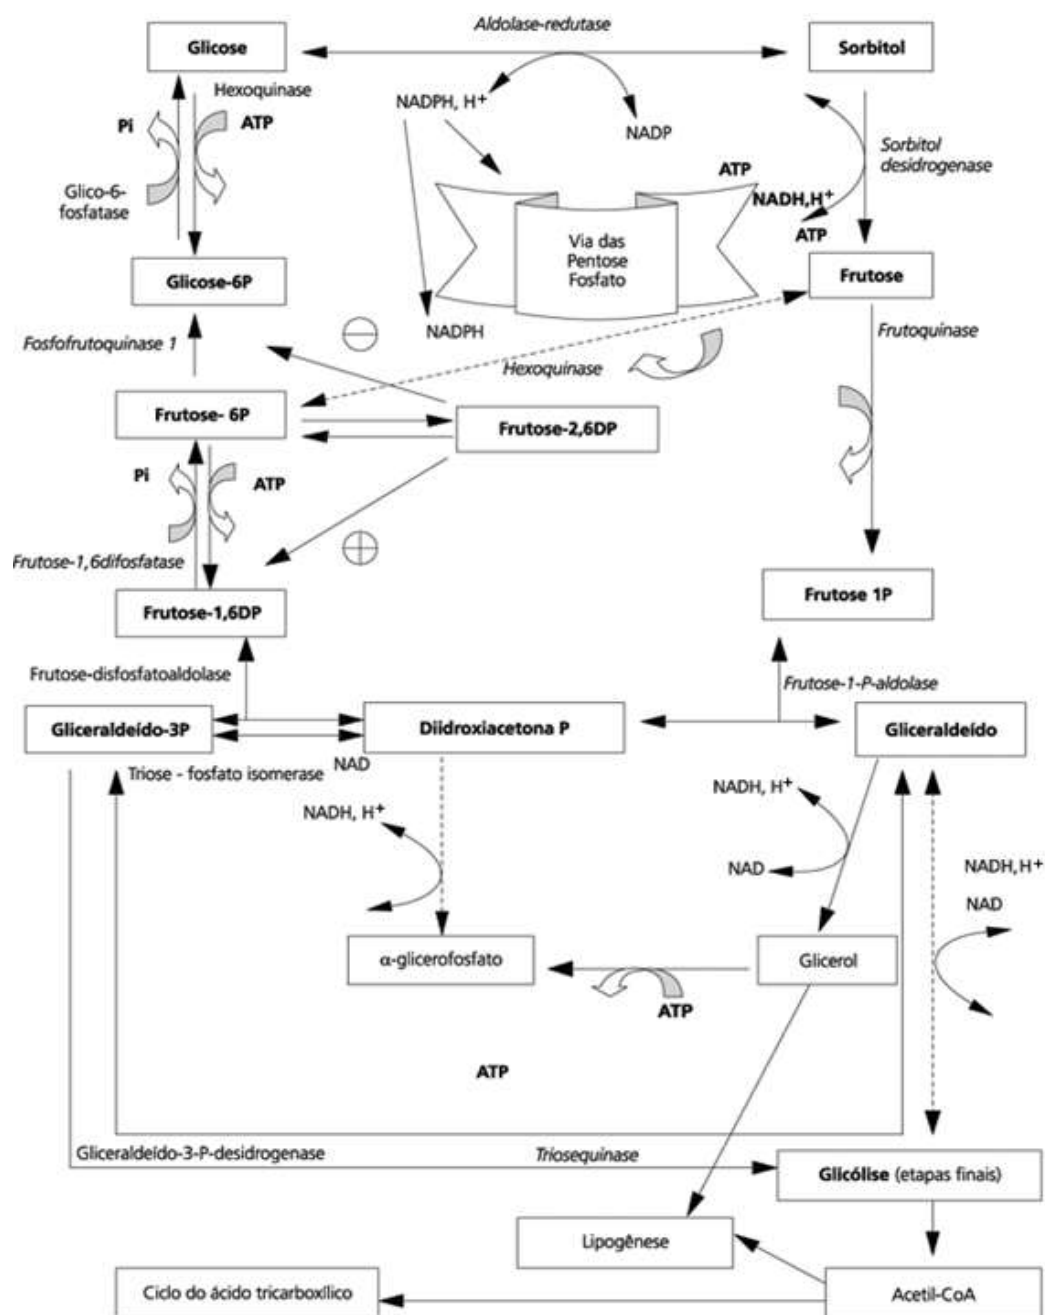 Aldolase-redutase
Glicose
Sorbitol
Hexoquinase
NADPH, H+
Pi
ATP
NADP
Sorbitol
desidrogenase
ATP
Glico-6-
fosfatase
NADH,H+
ATP
Via das
Pentose
Fosfato
Glicose-6P
Frutose
NADPH
Frutoquinase
Fosfofrutoquinase 1
Hexoquinase
Frutose- 6P
Frutose-2,6DP
Pi
ATP
Frutose-1,6difosfatase
Frutose-1,6DP
Frutose 1P
Frutose-disfosfatoaldolase
Frutose-1-P-aldolase
Gliceraldeído-3P
Diidroxiacetona P
Gliceraldeído
Triose - fosfato isomerase
NAD
NADH, H+
NADH, H+
NAD
NADH,H+
NAD
α-glicerofosfato
Glicerol
ATP
ATP
Gliceraldeído-3-P-desidrogenase
Triosequinase
Glicólise (etapas finais)
Lipogênese
Ciclo do ácido tricarboxílico
Acetil-CoA